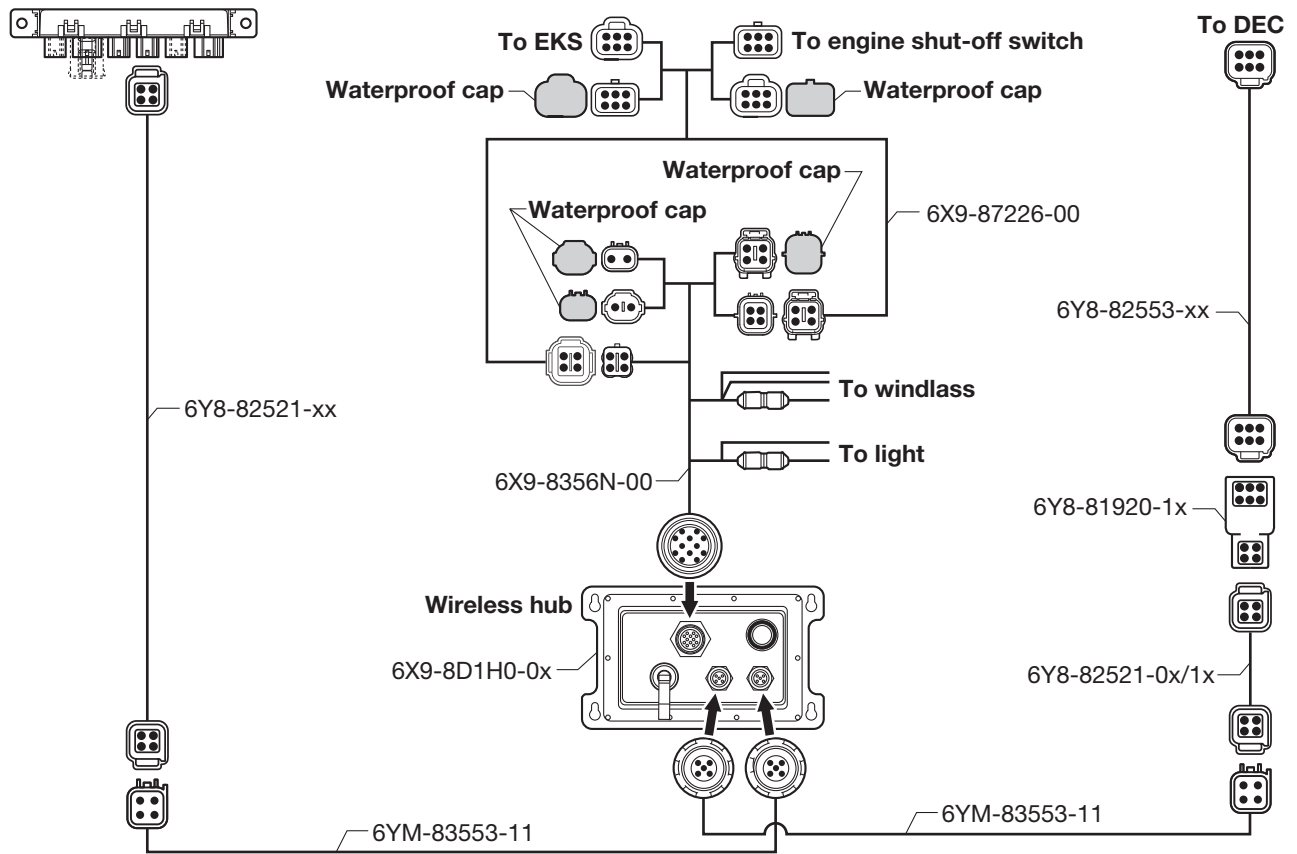 To DEC
To EKS
To engine shut-off switch
Waterproof cap
Waterproof cap
Waterproof cap
Waterproof cap
6X9-87226-00
6Y8-82553-xx
To windlass
6Y8-82521-xx
To light
6X9-8356N-00
6Y8-81920-1x
Wireless hub
6X9-8D1H0-0x
6Y8-82521-0x/1x
6YM-83553-11
6YM-83553-11